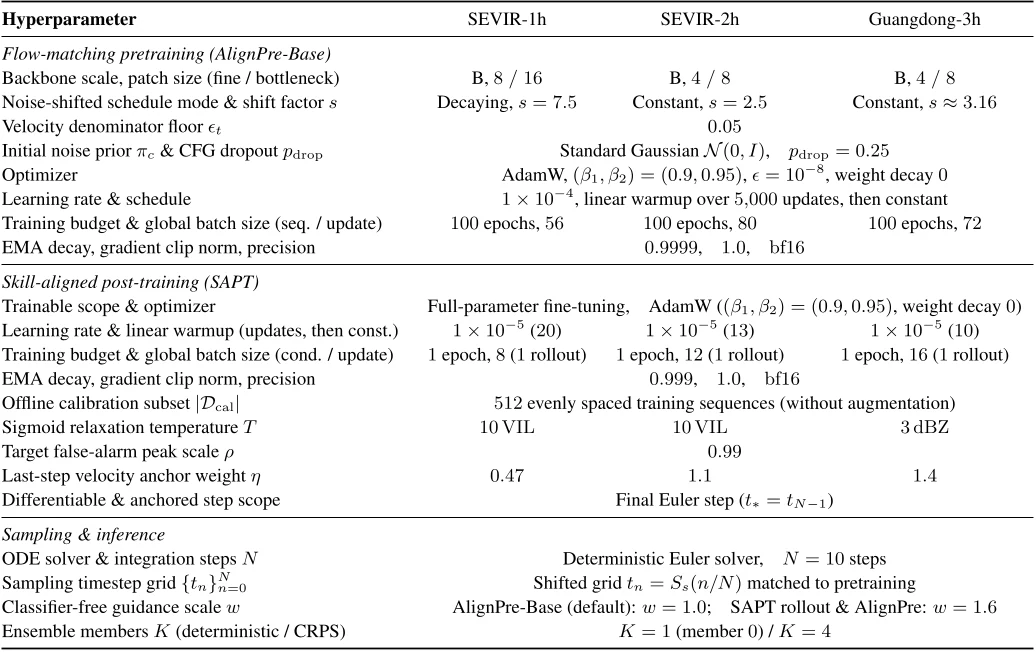 Hyperparameter SEVIR-1h SEVIR-2h Guangdong-3h
Flow-matching pretraining (AlignPre-Base)
Backbone scale, patch size (fine / bottleneck) B, 8 / 16 B, 4 / 8 B, 4 / 8
Noise-shifted schedule mode & shift factor s Decaying, s = 7.5 Constant, s = 2.5 Constant, s ≈ 3.16
Velocity denominator floor ϵ_t 0.05
Initial noise prior π_c & CFG dropout p_drop Standard Gaussian 𝒩(0, I), p_drop = 0.25
Optimizer AdamW, (β₁, β₂) = (0.9, 0.95), ϵ = 10⁻⁸, weight decay 0
Learning rate & schedule 1 × 10⁻⁴, linear warmup over 5,000 updates, then constant
Training budget & global batch size (seq. / update) 100 epochs, 56 100 epochs, 80 100 epochs, 72
EMA decay, gradient clip norm, precision 0.9999, 1.0, bf16
Skill-aligned post-training (SAPT)
Trainable scope & optimizer Full-parameter fine-tuning, AdamW ((β₁, β₂) = (0.9, 0.95), weight decay 0)
Learning rate & linear warmup (updates, then const.) 1 × 10⁻⁵ (20) 1 × 10⁻⁵ (13) 1 × 10⁻⁵ (10)
Training budget & global batch size (cond. / update) 1 epoch, 8 (1 rollout) 1 epoch, 12 (1 rollout) 1 epoch, 16 (1 rollout)
EMA decay, gradient clip norm, precision 0.999, 1.0, bf16
Offline calibration subset |𝒟_cal| 512 evenly spaced training sequences (without augmentation)
Sigmoid relaxation temperature T 10 VIL 10 VIL 3 dBZ
Target false-alarm peak scale ρ 0.99
Last-step velocity anchor weight η 0.47 1.1 1.4
Differentiable & anchored step scope Final Euler step (t_* = t_{N−1})
Sampling & inference
ODE solver & integration steps N Deterministic Euler solver, N = 10 steps
Sampling timestep grid {t_n}_{n=0}^N Shifted grid t_n = S_s(n/N) matched to pretraining
Classifier-free guidance scale w AlignPre-Base (default): w = 1.0; SAPT rollout & AlignPre: w = 1.6
Ensemble members K (deterministic / CRPS) K = 1 (member 0) / K = 4